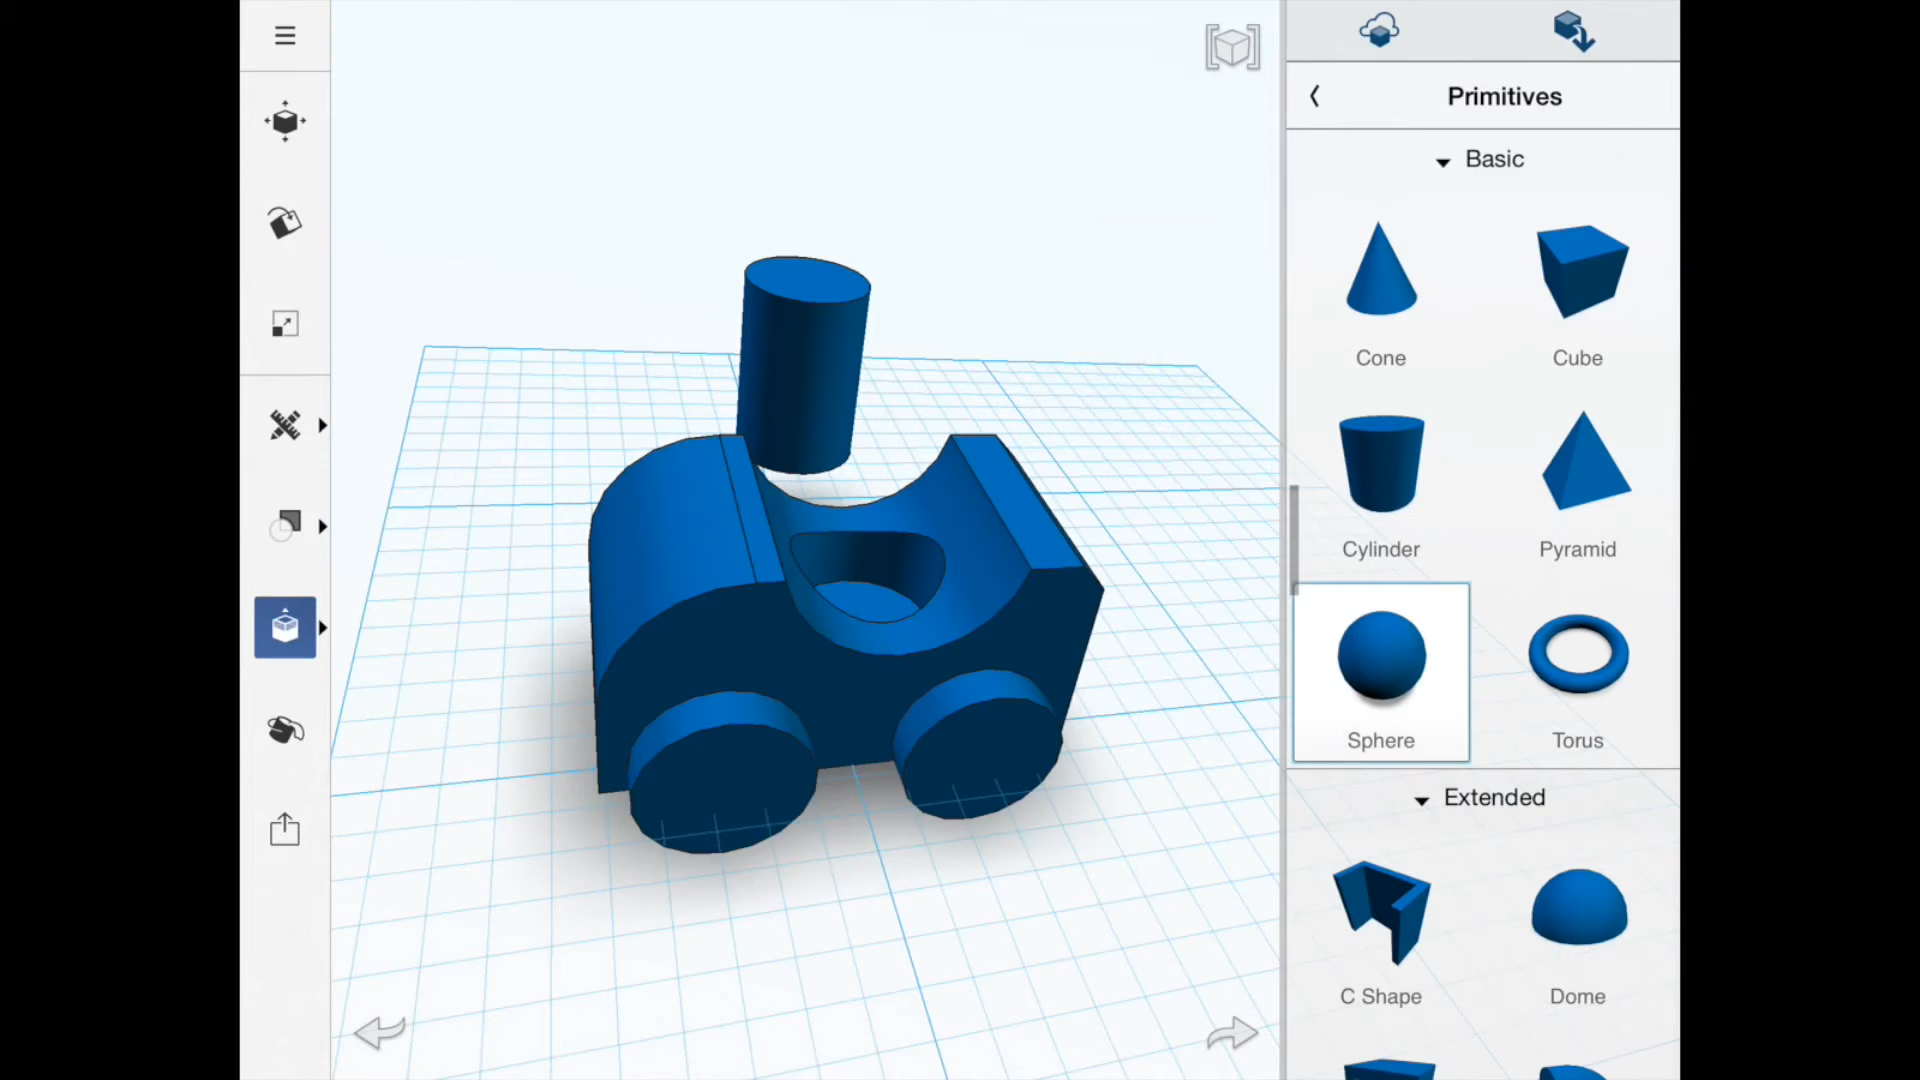 Primitives
Basic
Cone
Cube
Cylinder
Pyramid
Sphere
Torus
Extended
C Shape
Dome